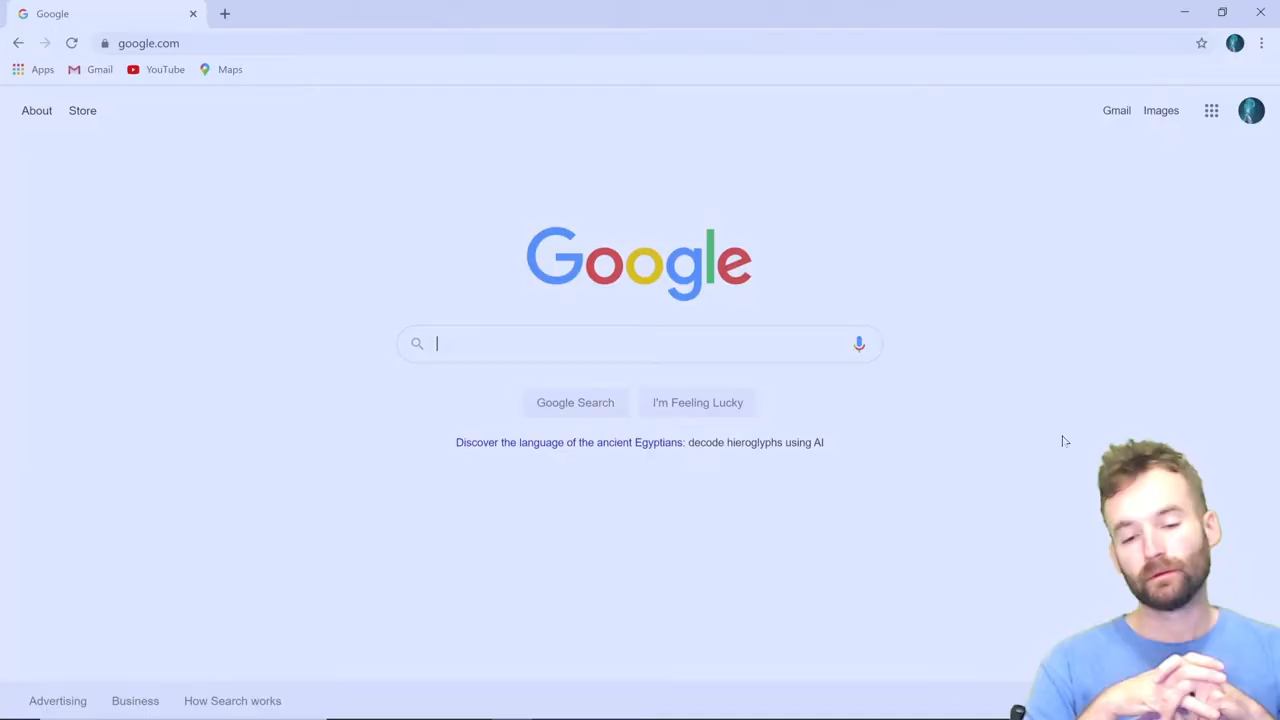 Google
google.com
Apps Gmail YouTube Maps
About Store Gmail Images
Google
Google Search I'm Feeling Lucky
Discover the language of the ancient Egyptians: decode hieroglyphs using AI
Advertising Business How Search works